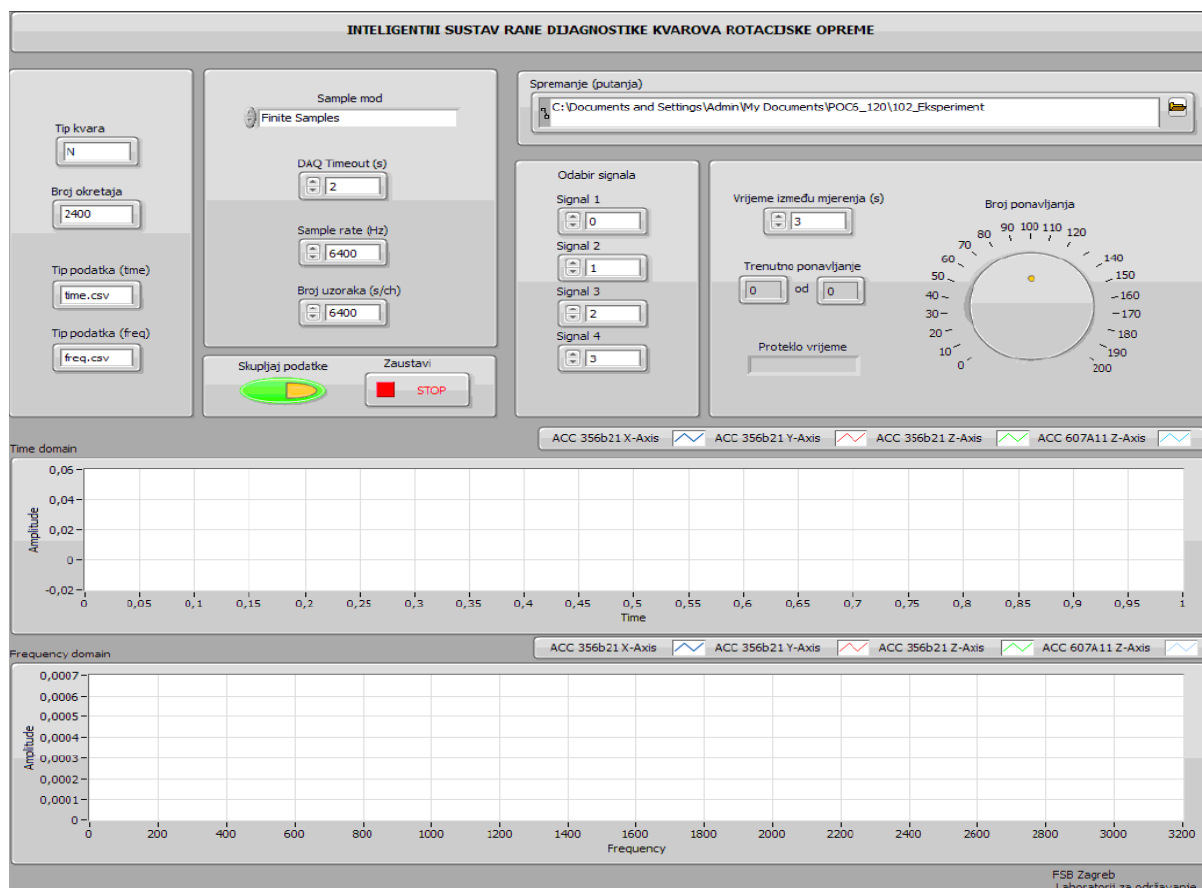 INTELIGENTNI SUSTAV RANE DIJAGNOSTIKE KVAROVA ROTACIJSKE OPREME
Tip kvara
N
Broj okretaja
2400
Tip podatka (tme)
time.csv
Tip podatka (freq)
freq.csv
Sample mod
Finite Samples
DAQ Timeout (s)
2
Sample rate (Hz)
6400
Broj uzoraka (s/ch)
6400
Skupljaj podatke
Zaustavi
STOP
Spremanje (putanja)
C:\Documents and Settings\Admin\My Documents\POC6_120\102_Eksperiment
Odabir signala
Signal 1
0
Signal 2
1
Signal 3
2
Signal 4
3
Vrijeme između mjerenja (s)
3
Trenutno ponavljanje
0 od 0
Proteklo vrijeme
Broj ponavljanja
0
10
20
30
40
50
60
70
80
90
100
110
120
140
150
160
170
180
190
200
ACC 356b21 X-Axis ACC 356b21 Y-Axis ACC 356b21 Z-Axis ACC 607A11 Z-Axis
Time domain
Amplitude
0,06
0,04
0,02
0
-0,02
0 0,05 0,1 0,15 0,2 0,25 0,3 0,35 0,4 0,45 0,5 0,55 0,6 0,65 0,7 0,75 0,8 0,85 0,9 0,95 1
Time
ACC 356b21 X-Axis ACC 356b21 Y-Axis ACC 356b21 Z-Axis ACC 607A11 Z-Axis
Frequency domain
Amplitude
0,0007
0,0006
0,0005
0,0004
0,0003
0,0002
0,0001
0
0 200 400 600 800 1000 1200 1400 1600 1800 2000 2200 2400 2600 2800 3000 3200
Frequency
FSB Zagreb
Laboratorij za održavanje